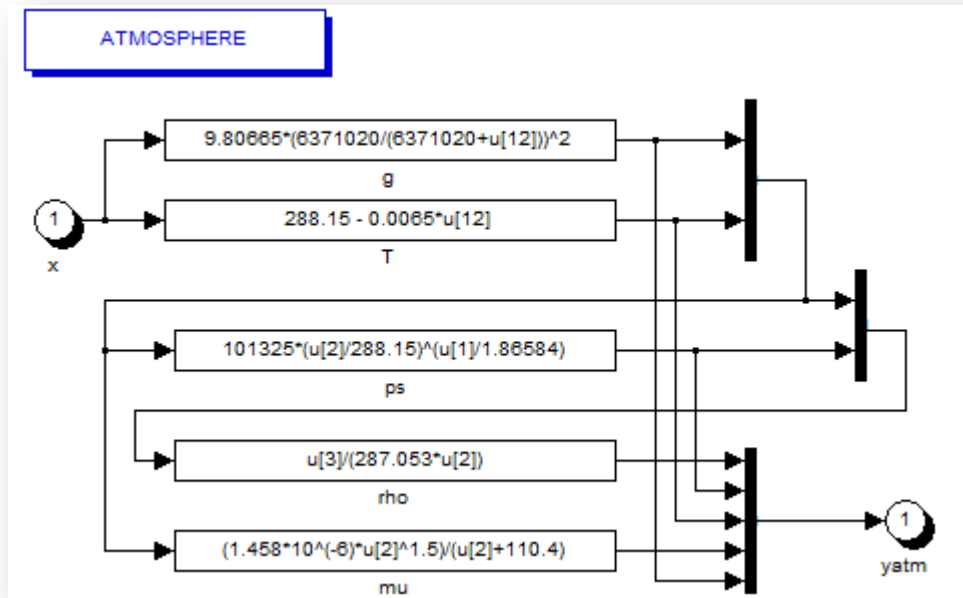 ATMOSPHERE
9.80665*(6371020/(6371020+u[12]))^2
g
1
x
288.15 - 0.0065*u[12]
T
101325*(u[2]/288.15)^(u[1]/1.86584)
ps
u[3]/(287.053*u[2])
rho
(1.458*10^(-6)*u[2]^1.5)/(u[2]+110.4)
mu
1
yatm